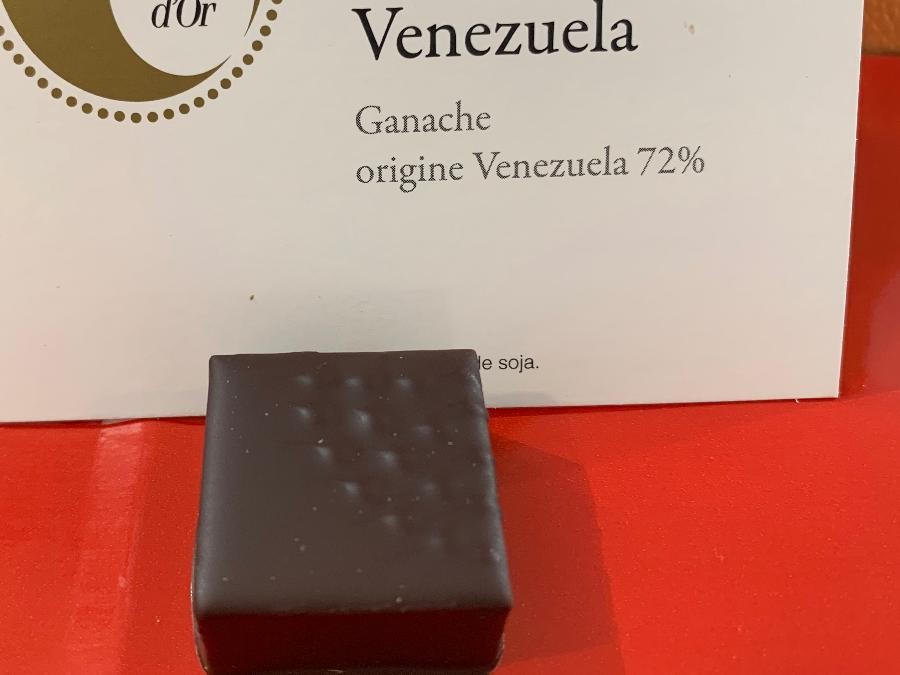 d'Or
Venezuela
Ganache
origine Venezuela 72%
de soja.